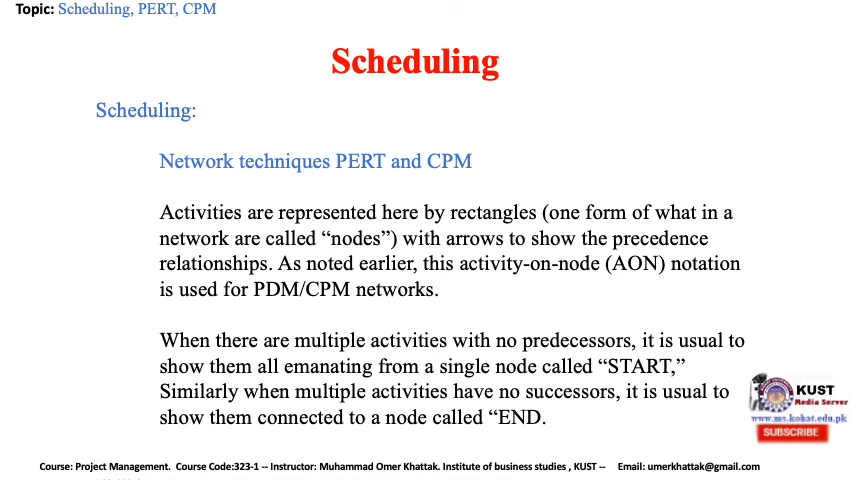 Topic: Scheduling, PERT, CPM
Scheduling
Scheduling:
Network techniques PERT and CPM
Activities are represented here by rectangles (one form of what in a
network are called “nodes”) with arrows to show the precedence
relationships. As noted earlier, this activity-on-node (AON) notation
is used for PDM/CPM networks.
When there are multiple activities with no predecessors, it is usual to
show them all emanating from a single node called “START,”
Similarly when multiple activities have no successors, it is usual to
show them connected to a node called “END.
KUST
Media Server
www.ms.kohat.edu.pk
SUBSCRIBE
Course: Project Management. Course Code:323-1 -- Instructor: Muhammad Omer Khattak. Institute of business studies , KUST -- Email: umerkhattak@gmail.com